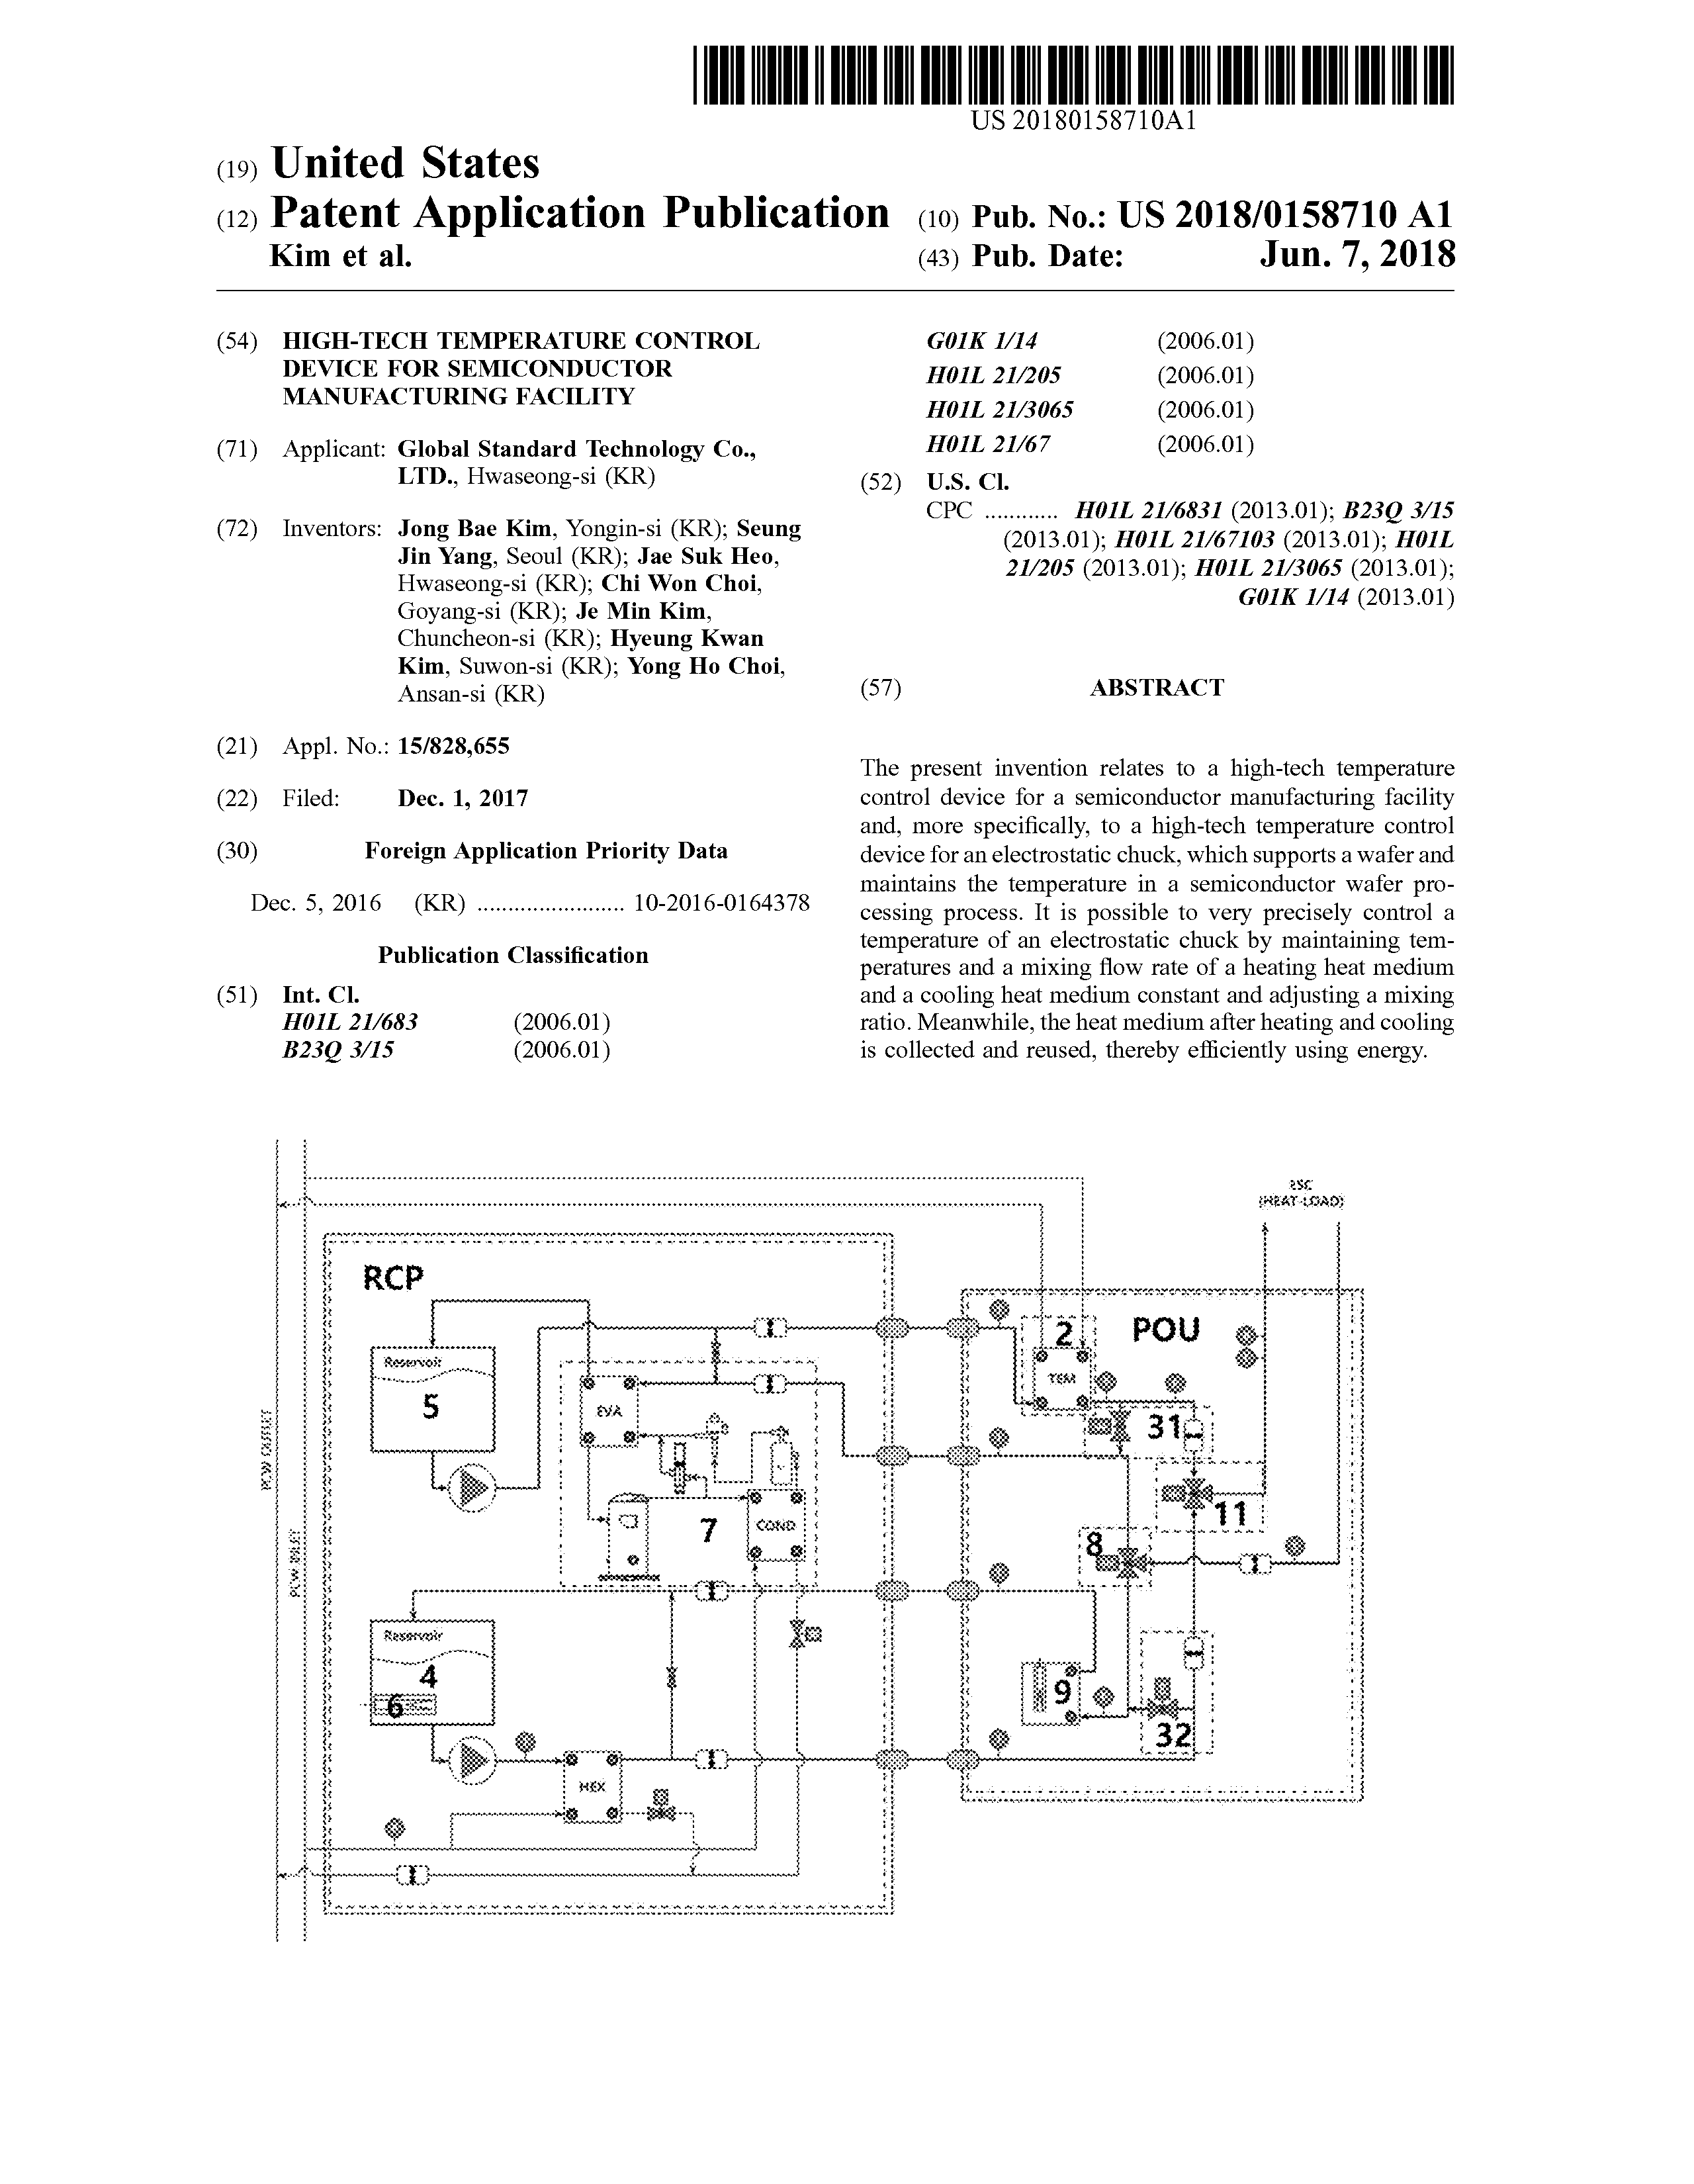 US 20180158710A1
(19) United States
(12) Patent Application Publication
Kim et al.
(10) Pub. No.: US 2018/0158710 A1
(43) Pub. Date: Jun. 7, 2018
(54) HIGH-TECH TEMPERATURE CONTROL
DEVICE FOR SEMICONDUCTOR
MANUFACTURING FACILITY
(71) Applicant: Global Standard Technology Co.,
LTD., Hwaseong-si (KR)
(72) Inventors: Jong Bae Kim, Yongin-si (KR); Seung
Jin Yang, Seoul (KR); Jae Suk Heo,
Hwaseong-si (KR); Chi Won Choi,
Goyang-si (KR); Je Min Kim,
Chuncheon-si (KR); Hyeung Kwan
Kim, Suwon-si (KR); Yong Ho Choi,
Ansan-si (KR)
(21) Appl. No.: 15/828,655
(22) Filed: Dec. 1, 2017
(30) Foreign Application Priority Data
Dec. 5, 2016 (KR) ........................ 10-2016-0164378
Publication Classification
(51) Int. Cl.
H01L 21/683 (2006.01)
B23Q 3/15 (2006.01)
G01K 1/14 (2006.01)
H01L 21/205 (2006.01)
H01L 21/3065 (2006.01)
H01L 21/67 (2006.01)
(52) U.S. Cl.
CPC ............ H01L 21/6831 (2013.01); B23Q 3/15
(2013.01); H01L 21/67103 (2013.01); H01L
21/205 (2013.01); H01L 21/3065 (2013.01);
G01K 1/14 (2013.01)
(57) ABSTRACT
The present invention relates to a high-tech temperature
control device for a semiconductor manufacturing facility
and, more specifically, to a high-tech temperature control
device for an electrostatic chuck, which supports a wafer and
maintains the temperature in a semiconductor wafer pro-
cessing process. It is possible to very precisely control a
temperature of an electrostatic chuck by maintaining tem-
peratures and a mixing flow rate of a heating heat medium
and a cooling heat medium constant and adjusting a mixing
ratio. Meanwhile, the heat medium after heating and cooling
is collected and reused, thereby efficiently using energy.
ESC
(HEAT LOAD)
RCP
POU
2
TEM
Reservoir
5
EVA
31
11
7
COND
8
PCW OUTLET
PCW INLET
Reservoir
4
6
9
32
HEX